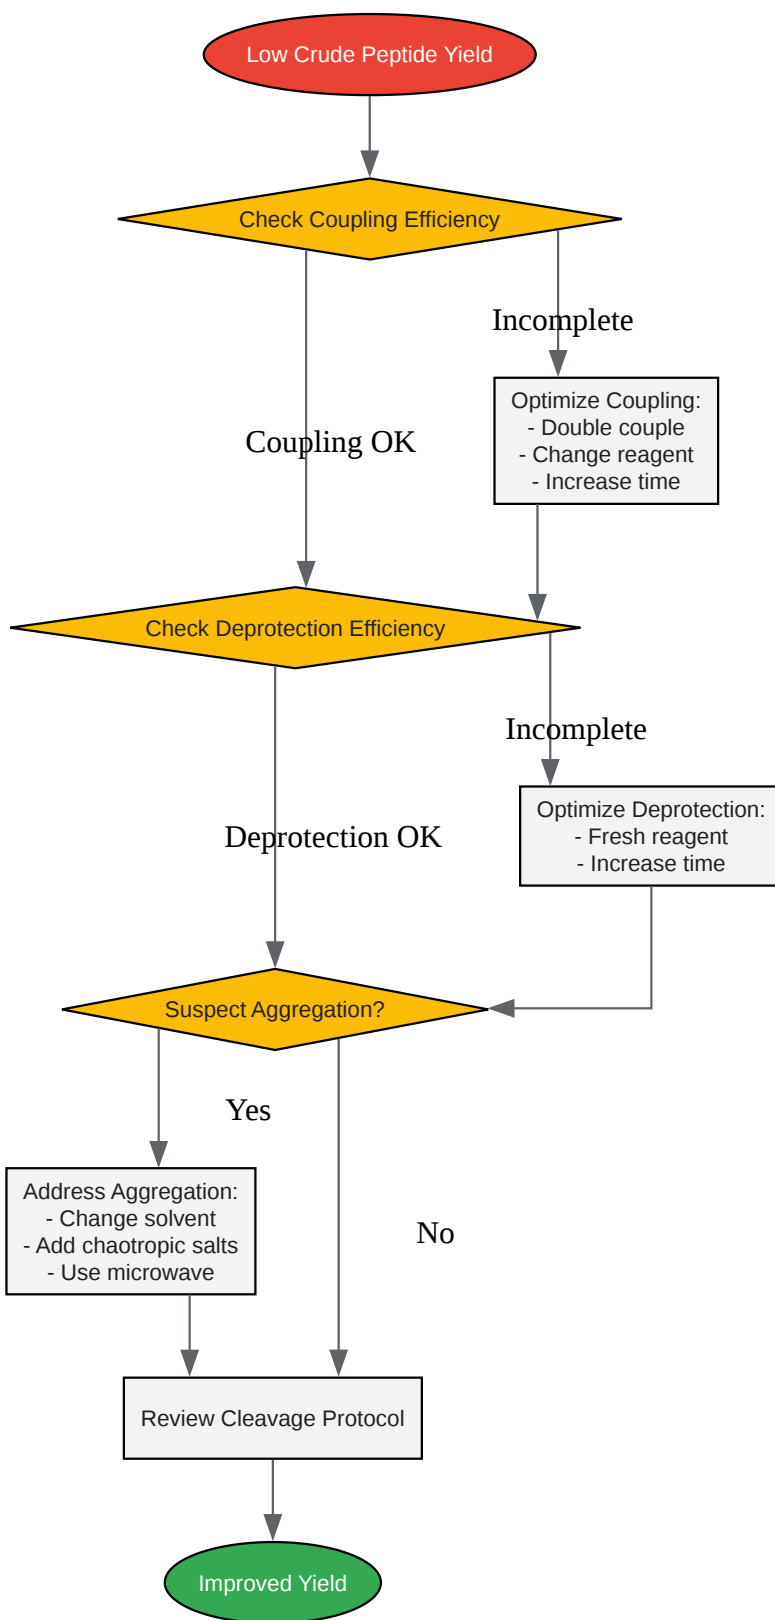 Low Crude Peptide Yield
Check Coupling Efficiency
Incomplete
Optimize Coupling:
- Double couple
- Change reagent
- Increase time
Coupling OK
Check Deprotection Efficiency
Incomplete
Optimize Deprotection:
- Fresh reagent
- Increase time
Deprotection OK
Suspect Aggregation?
Yes
Address Aggregation:
- Change solvent
- Add chaotropic salts
- Use microwave
No
Review Cleavage Protocol
Improved Yield